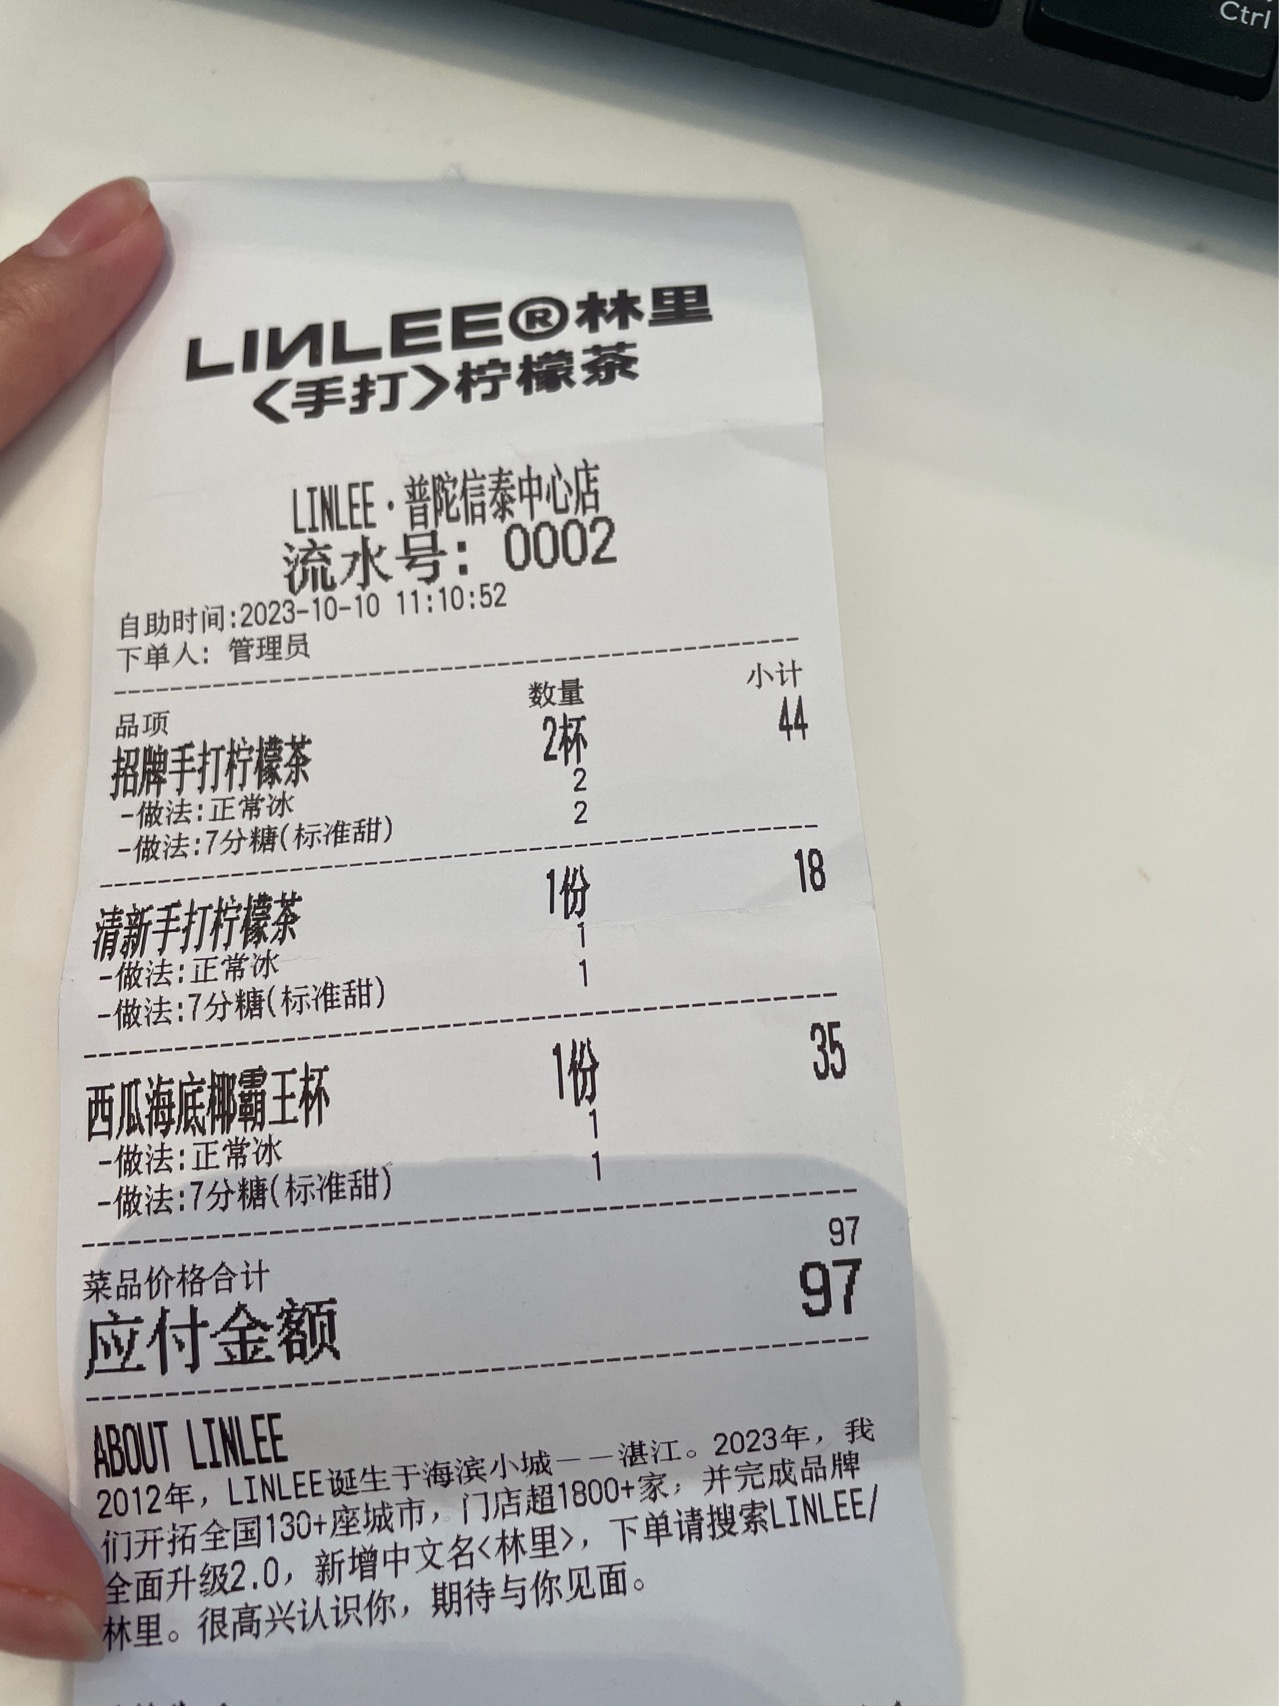 Ctrl
LINLEE®林里
<手打>柠檬茶
LINLEE·普陀信泰中心店
流水号: 0002
自助时间:2023-10-10 11:10:52
下单人: 管理员
品项 数量 小计
招牌手打柠檬茶 2杯 44
-做法:正常冰 2
-做法:7分糖(标准甜) 2
清新手打柠檬茶 1份 18
-做法:正常冰 1
-做法:7分糖(标准甜) 1
西瓜海底椰霸王杯 1份 35
-做法:正常冰 1
-做法:7分糖(标准甜) 1
菜品价格合计 97
应付金额 97
ABOUT LINLEE
2012年，LINLEE诞生于海滨小城——湛江。2023年，我
们开拓全国130+座城市，门店超1800+家；并完成品牌
全面升级2.0，新增中文名<林里>，下单请搜索LINLEE/
林里。很高兴认识你，期待与你见面。